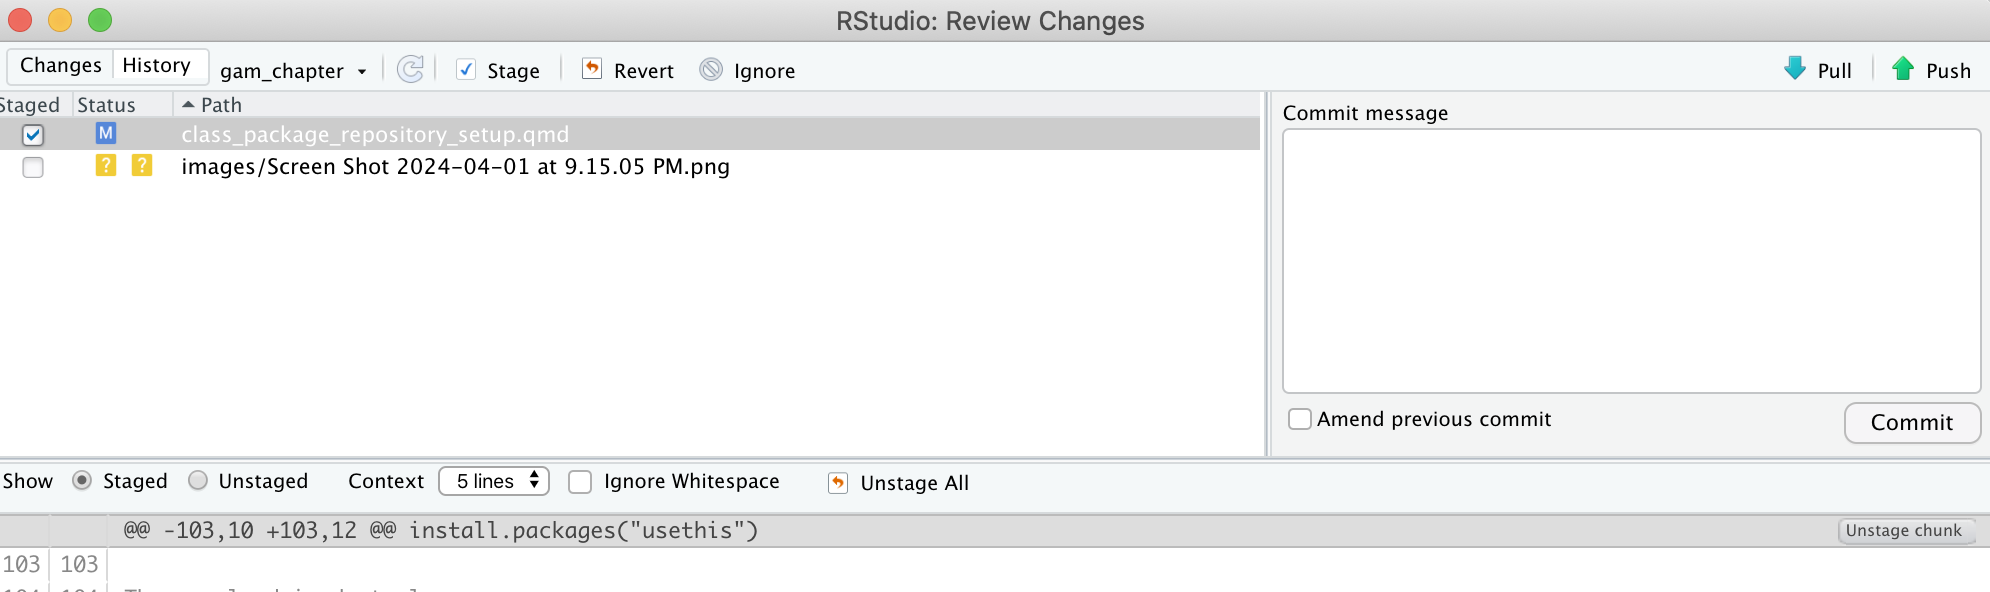 RStudio: Review Changes
Changes History gam_chapter Stage Revert Ignore Pull Push
Staged Status Path
Commit message
M class_package_repository_setup.qmd
? ? images/Screen Shot 2024-04-01 at 9.15.05 PM.png
Amend previous commit Commit
Show Staged Unstaged Context 5 lines Ignore Whitespace Unstage All
@@ -103,10 +103,12 @@ install.packages("usethis") Unstage chunk
103 103